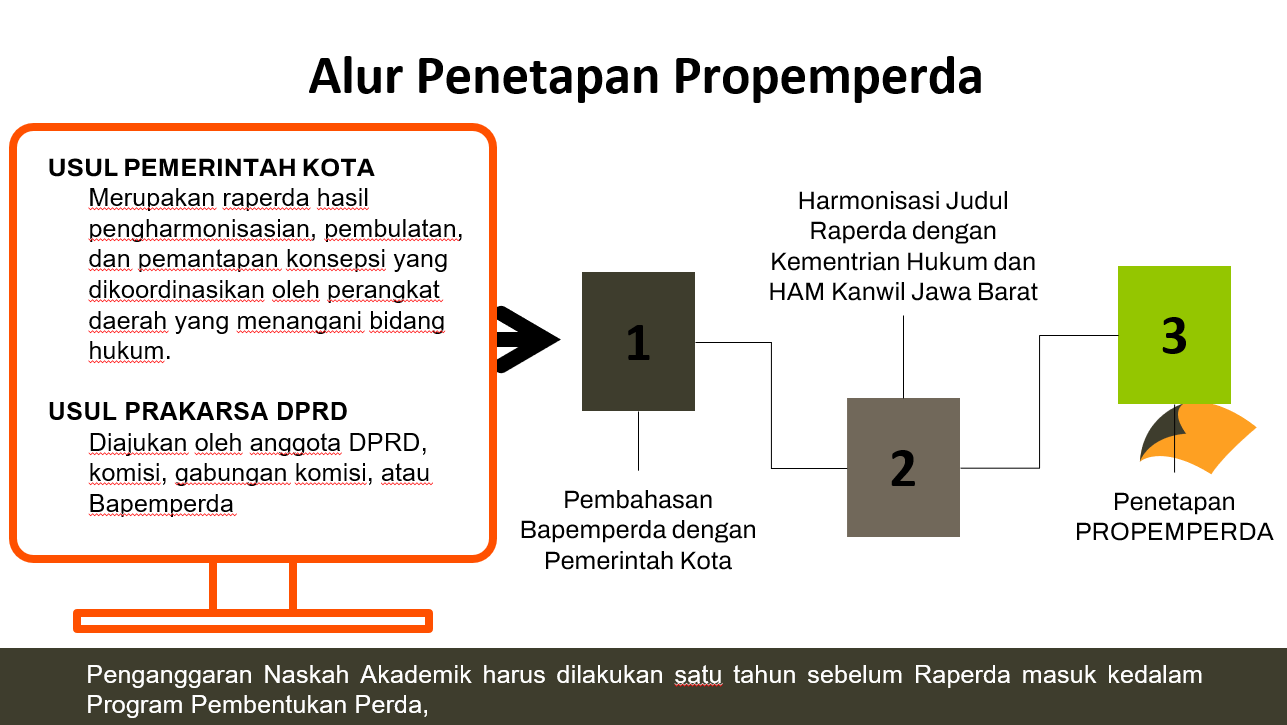 Alur Penetapan Propemperda
USUL PEMERINTAH KOTA
Merupakan raperda hasil
pengharmonisasian, pembulatan,
dan pemantapan konsepsi yang
dikoordinasikan oleh perangkat
daerah yang menangani bidang
hukum.
USUL PRAKARSA DPRD
Diajukan oleh anggota DPRD,
komisi, gabungan komisi, atau
Bapemperda
1
Pembahasan
Bapemperda dengan
Pemerintah Kota
Harmonisasi Judul
Raperda dengan
Kementrian Hukum dan
HAM Kanwil Jawa Barat
2
3
Penetapan
PROPEMPERDA
Penganggaran Naskah Akademik harus dilakukan satu tahun sebelum Raperda masuk kedalam
Program Pembentukan Perda,